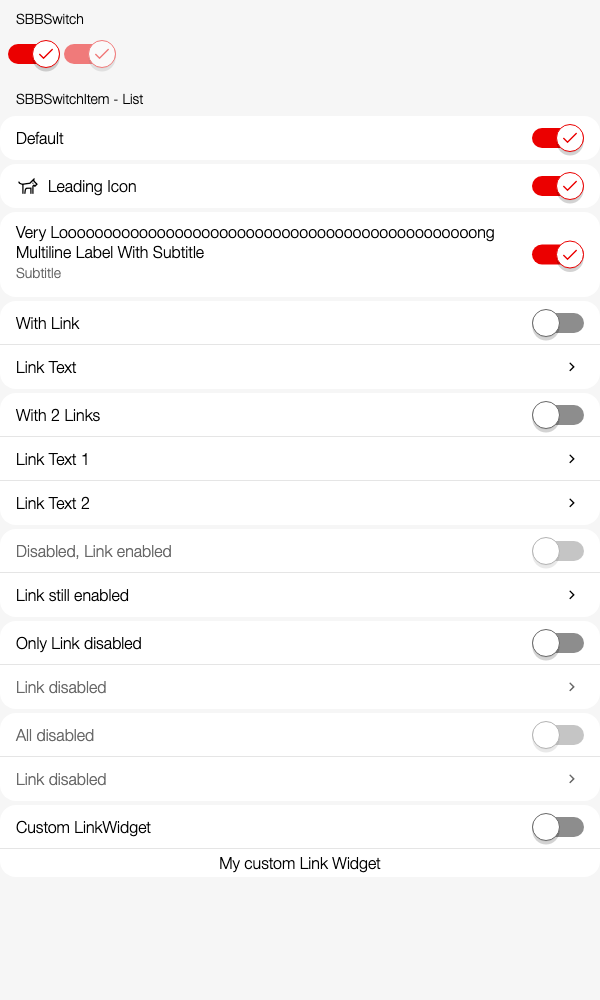 SBBSwitch
SBBSwitchItem - List
Default
Leading Icon
Very Looooooooooooooooooooooooooooooooooooooooooooooong
Multiline Label With Subtitle
Subtitle
With Link
Link Text
With 2 Links
Link Text 1
Link Text 2
Disabled, Link enabled
Link still enabled
Only Link disabled
Link disabled
All disabled
Link disabled
Custom LinkWidget
My custom Link Widget